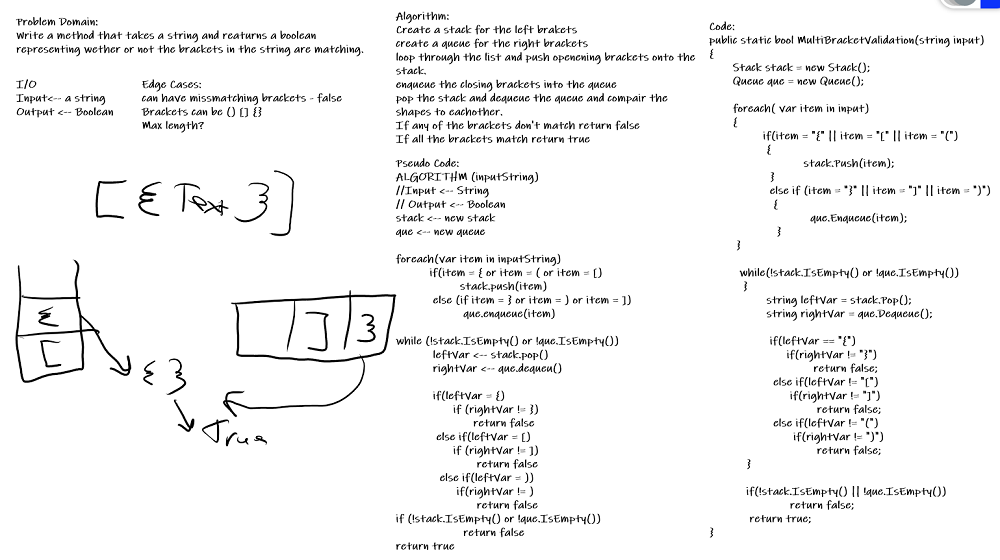 Problem Domain:
Write a method that takes a string and reaturns a boolean
representing wether or not the brackets in the string are matching.
I/O
Input<-- a string
Output <-- Boolean
Edge Cases:
can have missmatching brackets - false
Brackets can be () [] {}
Max length?
[ { Text } ]
{
[
] }
{ }
True
Algorithm:
Create a stack for the left brakets
create a queue for the right brackets
loop through the list and push openening brackets onto the
stack.
enqueue the closing brackets into the queue
pop the stack and dequeue the queue and compair the
shapes to eachother.
If any of the brackets don't match return false
If all the brackets match return true
Pseudo Code:
ALGORITHM (inputString)
//Input <-- String
// Output <-- Boolean
stack <-- new stack
que <-- new queue
foreach(var item in inputString)
if(item = { or item = ( or item = [)
stack.push(item)
else (if item = } or item = ) or item = ])
que.enqueue(item)
while (!stack.IsEmpty() or !que.IsEmpty())
leftVar <-- stack.pop()
rightVar <-- que.dequeu()
if(leftVar = {)
if (rightVar != })
return false
else if(leftVar = [)
if (rightVar != ])
return false
else if(leftVar = ))
if(rightVar != )
return false
if (!stack.IsEmpty() or !que.IsEmpty())
return false
return true
Code:
public static bool MultiBracketValidation(string input)
{
Stack stack = new Stack();
Queue que = new Queue();
foreach( var item in input)
{
if(item = "{" || item = "[" || item = "(")
{
stack.Push(item);
}
else if (item = "}" || item = "]" || item = ")")
{
que.Enqueue(item);
}
}
while(!stack.IsEmpty() or !que.IsEmpty())
}
string leftVar = stack.Pop();
string rightVar = que.Dequeue();
if(leftVar == "{")
if(rightVar != "}")
return false;
else if(leftVar != "[")
if(rightVar != "]")
return false;
else if(leftVar != "(")
if(rightVar != ")")
return false;
}
if(!stack.IsEmpty() || !que.IsEmpty())
return false;
return true;
}